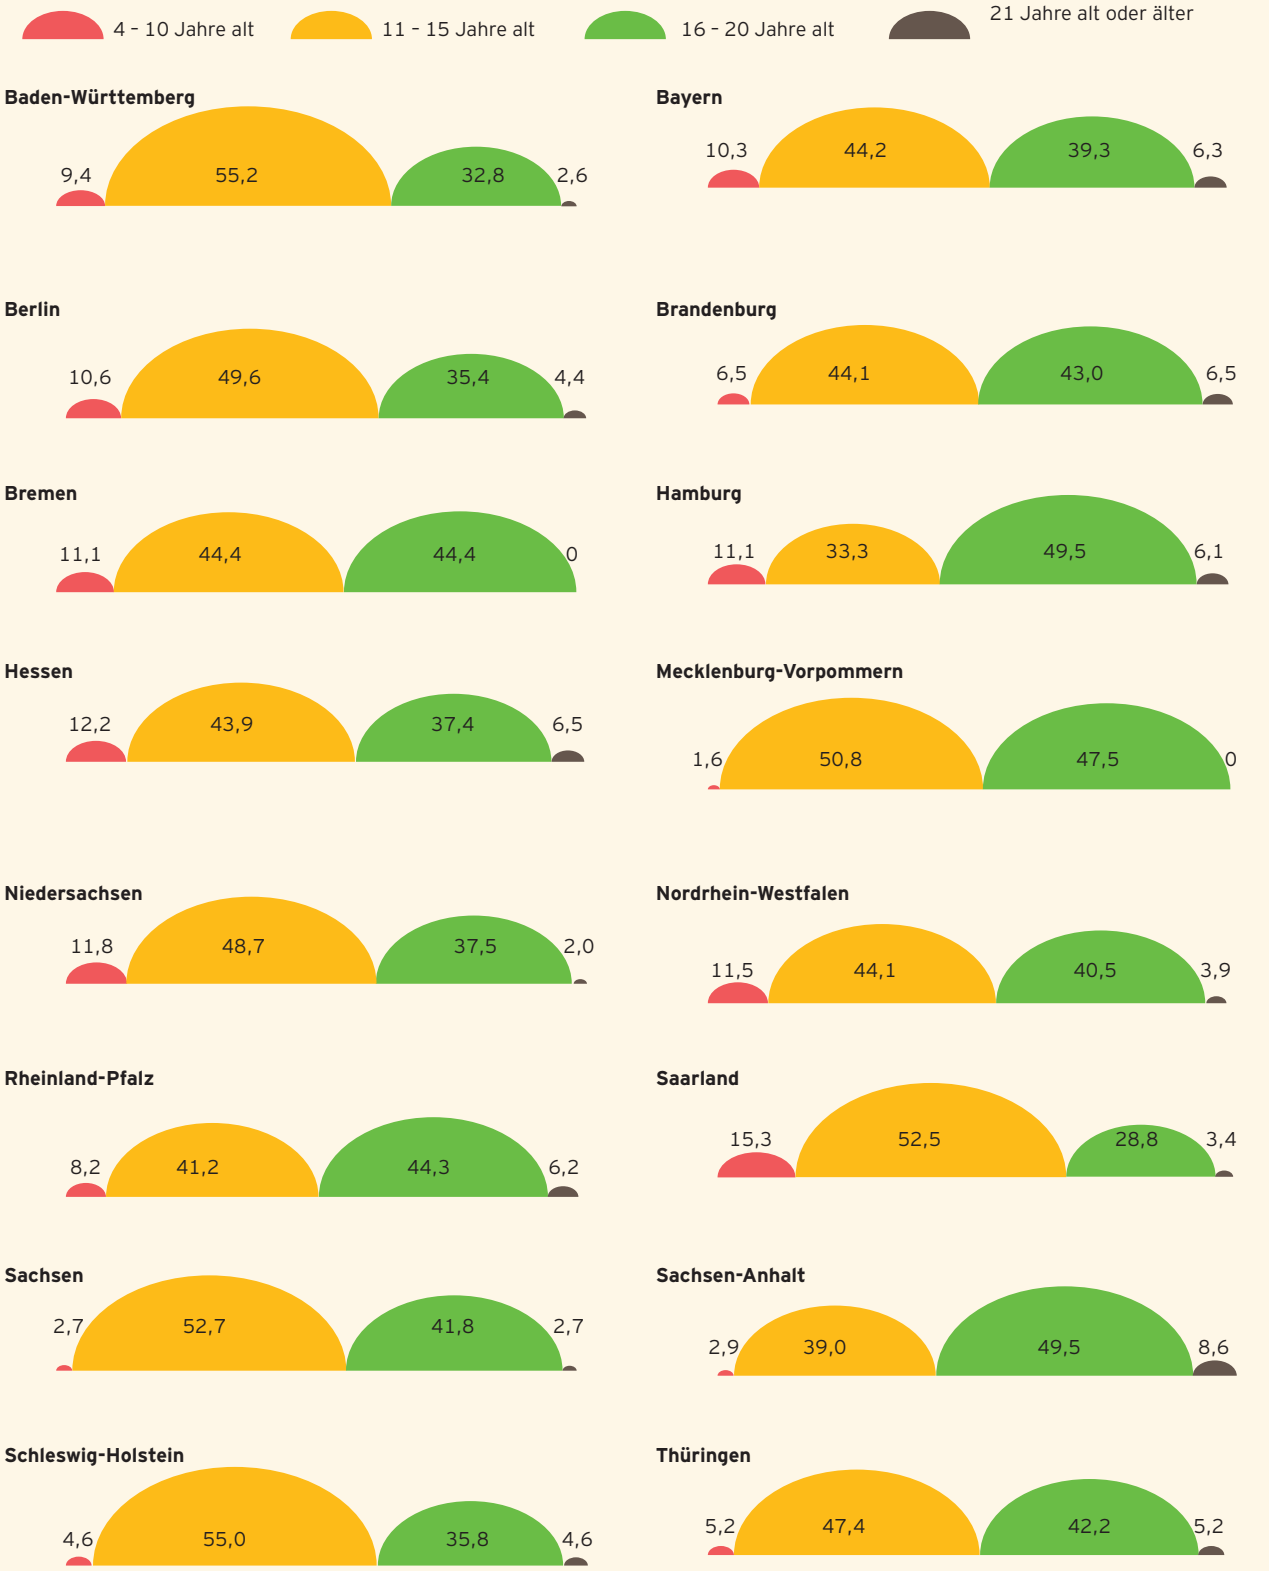 4 – 10 Jahre alt
11 – 15 Jahre alt
16 – 20 Jahre alt
21 Jahre alt oder älter
Baden-Württemberg
9,4 55,2 32,8 2,6
Bayern
10,3 44,2 39,3 6,3
Berlin
10,6 49,6 35,4 4,4
Brandenburg
6,5 44,1 43,0 6,5
Bremen
11,1 44,4 44,4 0
Hamburg
11,1 33,3 49,5 6,1
Hessen
12,2 43,9 37,4 6,5
Mecklenburg-Vorpommern
1,6 50,8 47,5 0
Niedersachsen
11,8 48,7 37,5 2,0
Nordrhein-Westfalen
11,5 44,1 40,5 3,9
Rheinland-Pfalz
8,2 41,2 44,3 6,2
Saarland
15,3 52,5 28,8 3,4
Sachsen
2,7 52,7 41,8 2,7
Sachsen-Anhalt
2,9 39,0 49,5 8,6
Schleswig-Holstein
4,6 55,0 35,8 4,6
Thüringen
5,2 47,4 42,2 5,2